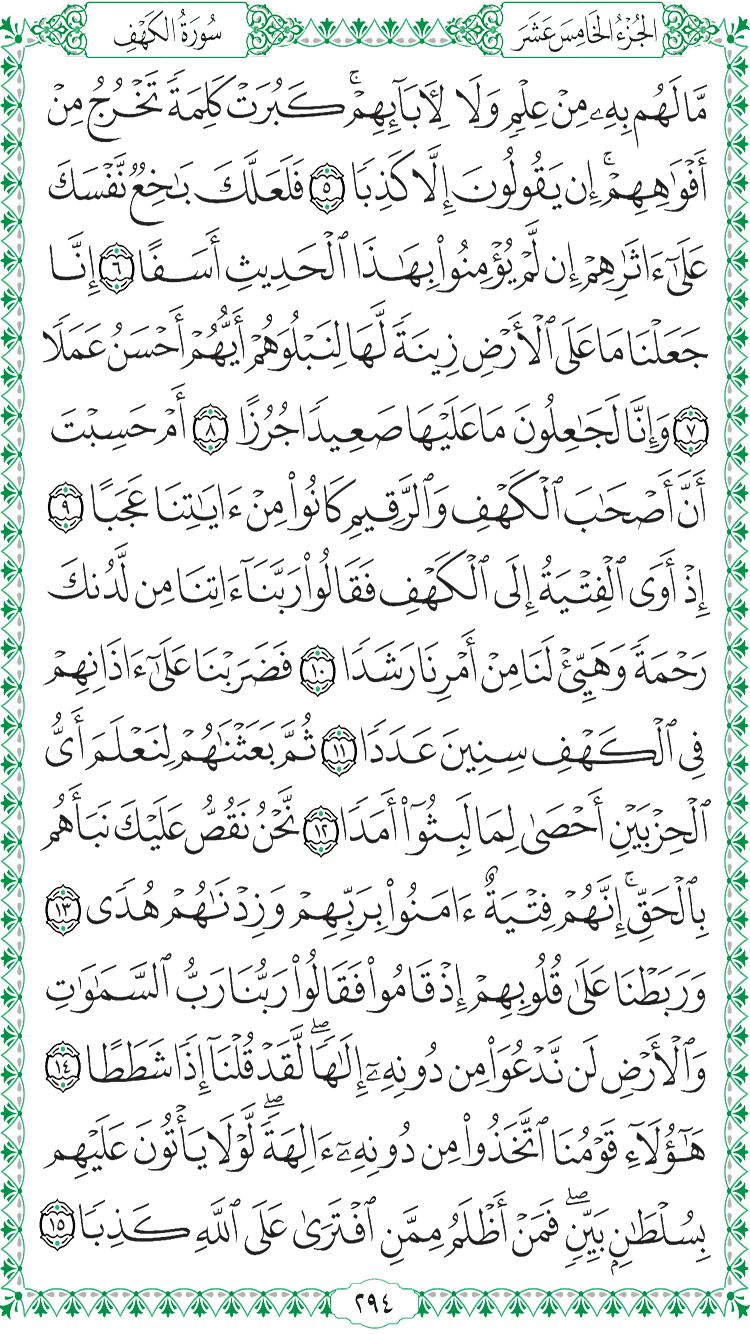 الجُزْءُ الخَامِسَ عَشَرَ
سُورَةُ الكَهْفِ
مَّا لَهُم بِهِۦ مِنْ عِلْمٖ وَلَا لِأٓبَآئِهِمۡۚ كَبُرَتۡ كَلِمَةٗ تَخۡرُجُ مِنۡ
أَفۡوَٰهِهِمۡۚ إِن يَقُولُونَ إِلَّا كَذِبٗا ٥ فَلَعَلَّكَ بَٰخِعٞ نَّفۡسَكَ
عَلَىٰٓ ءَاثَٰرِهِمۡ إِن لَّمۡ يُؤۡمِنُواْ بِهَٰذَا ٱلۡحَدِيثِ أَسَفًا ٦ إِنَّا
جَعَلۡنَا مَا عَلَى ٱلۡأَرۡضِ زِينَةٗ لَّهَا لِنَبۡلُوَهُمۡ أَيُّهُمۡ أَحۡسَنُ عَمَلٗا
٧ وَإِنَّا لَجَٰعِلُونَ مَا عَلَيۡهَا صَعِيدٗا جُرُزًا ٨ أَمۡ حَسِبۡتَ
أَنَّ أَصۡحَٰبَ ٱلۡكَهۡفِ وَٱلرَّقِيمِ كَانُواْ مِنۡ ءَايَٰتِنَا عَجَبًا ٩
إِذۡ أَوَى ٱلۡفِتۡيَةُ إِلَى ٱلۡكَهۡفِ فَقَالُواْ رَبَّنَآ ءَاتِنَا مِن لَّدُنكَ
رَحۡمَةٗ وَهَيِّئۡ لَنَا مِنۡ أَمۡرِنَا رَشَدٗا ١٠ فَضَرَبۡنَا عَلَىٰٓ ءَاذَانِهِمۡ
فِي ٱلۡكَهۡفِ سِنِينَ عَدَدٗا ١١ ثُمَّ بَعَثۡنَٰهُمۡ لِنَعۡلَمَ أَيُّ
ٱلۡحِزۡبَيۡنِ أَحۡصَىٰ لِمَا لَبِثُوٓاْ أَمَدٗا ١٢ نَّحۡنُ نَقُصُّ عَلَيۡكَ نَبَأَهُم
بِٱلۡحَقِّۚ إِنَّهُمۡ فِتۡيَةٌ ءَامَنُواْ بِرَبِّهِمۡ وَزِدۡنَٰهُمۡ هُدٗى ١٣
وَرَبَطۡنَا عَلَىٰ قُلُوبِهِمۡ إِذۡ قَامُواْ فَقَالُواْ رَبُّنَا رَبُّ ٱلسَّمَٰوَٰتِ
وَٱلۡأَرۡضِ لَن نَّدۡعُوَاْ مِن دُونِهِۦٓ إِلَٰهٗاۖ لَّقَدۡ قُلۡنَآ إِذٗا شَطَطًا ١٤
هَٰٓؤُلَآءِ قَوۡمُنَا ٱتَّخَذُواْ مِن دُونِهِۦٓ ءَالِهَةٗۖ لَّوۡلَا يَأۡتُونَ عَلَيۡهِم
بِسُلۡطَٰنِۭ بَيِّنٖۖ فَمَنۡ أَظۡلَمُ مِمَّنِ ٱفۡتَرَىٰ عَلَى ٱللَّهِ كَذِبٗا ١٥
٢٩٤